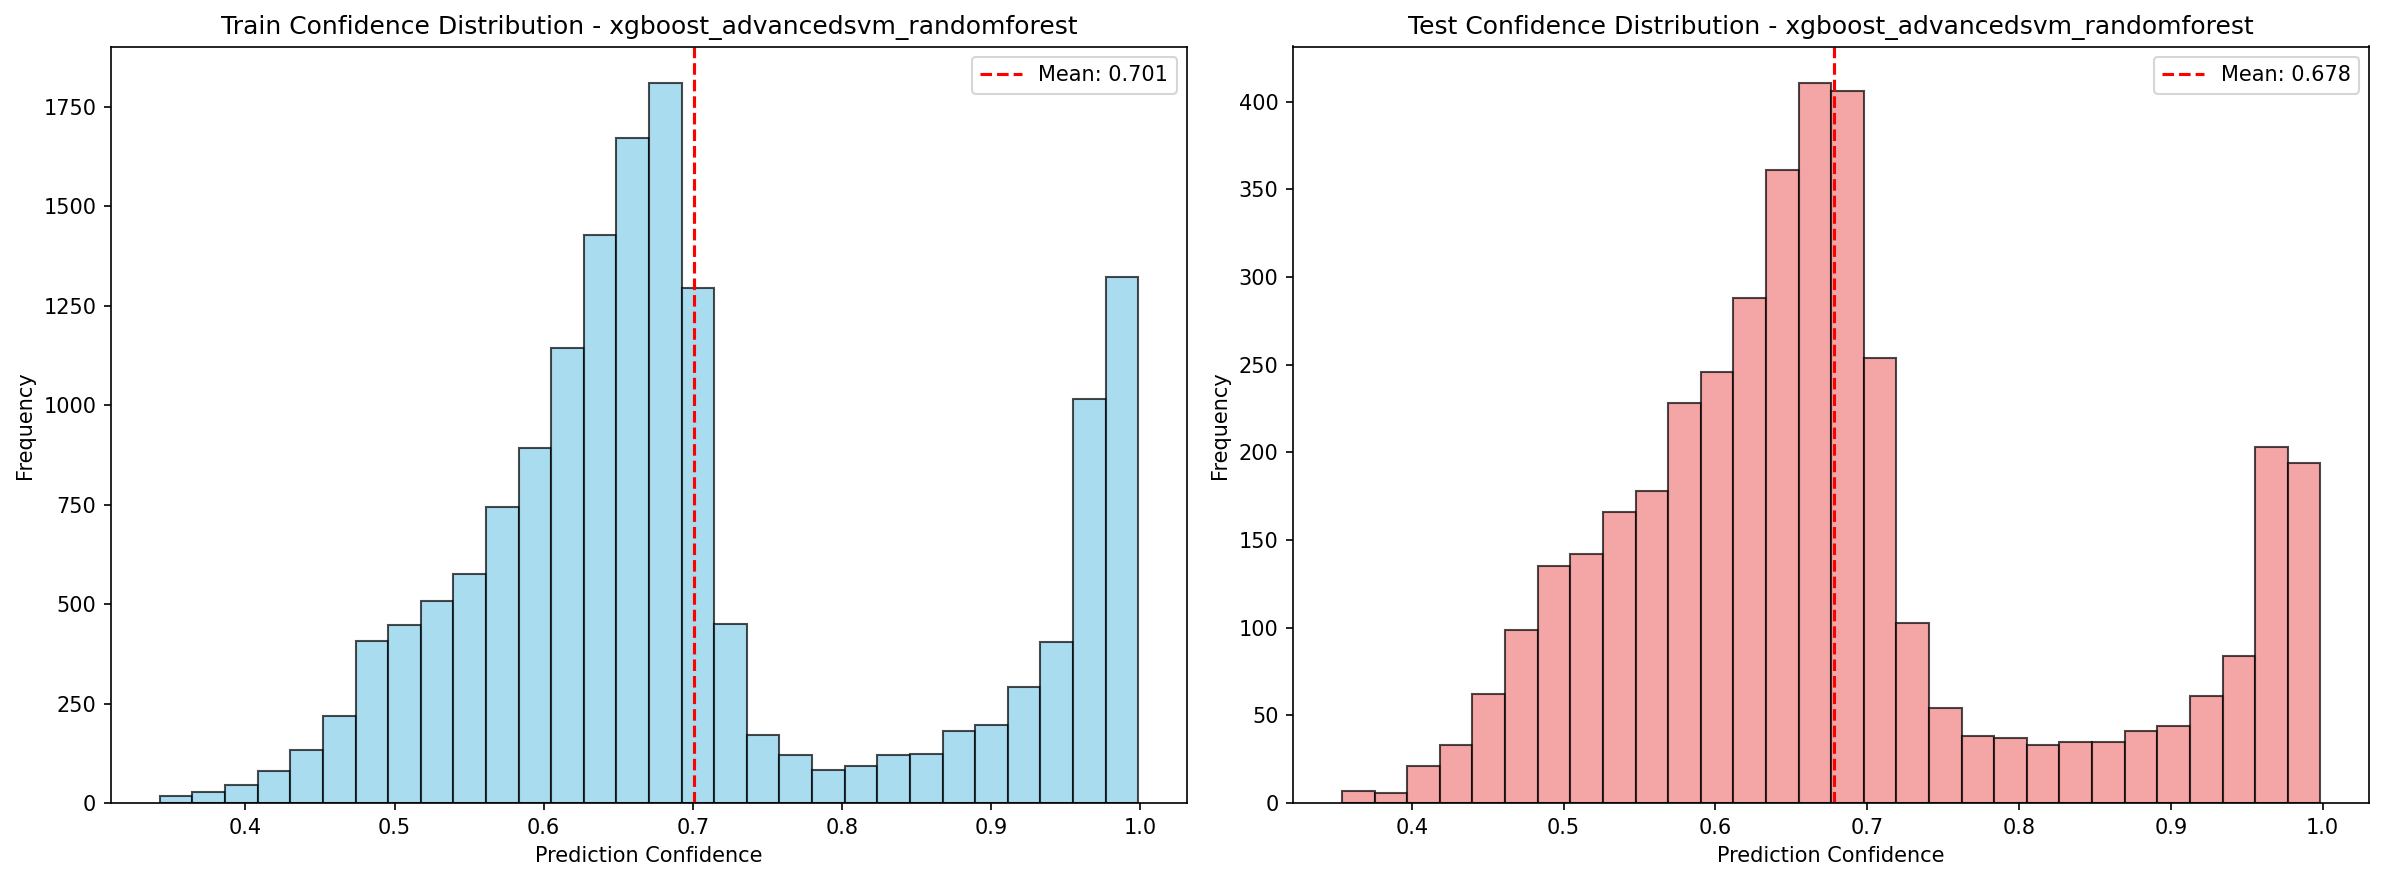 Train Confidence Distribution - xgboost_advancedsvm_randomforest
Mean: 0.701
Frequency
1750
1500
1250
1000
750
500
250
0
0.4 0.5 0.6 0.7 0.8 0.9 1.0
Prediction Confidence
Test Confidence Distribution - xgboost_advancedsvm_randomforest
Mean: 0.678
Frequency
400
350
300
250
200
150
100
50
0
0.4 0.5 0.6 0.7 0.8 0.9 1.0
Prediction Confidence